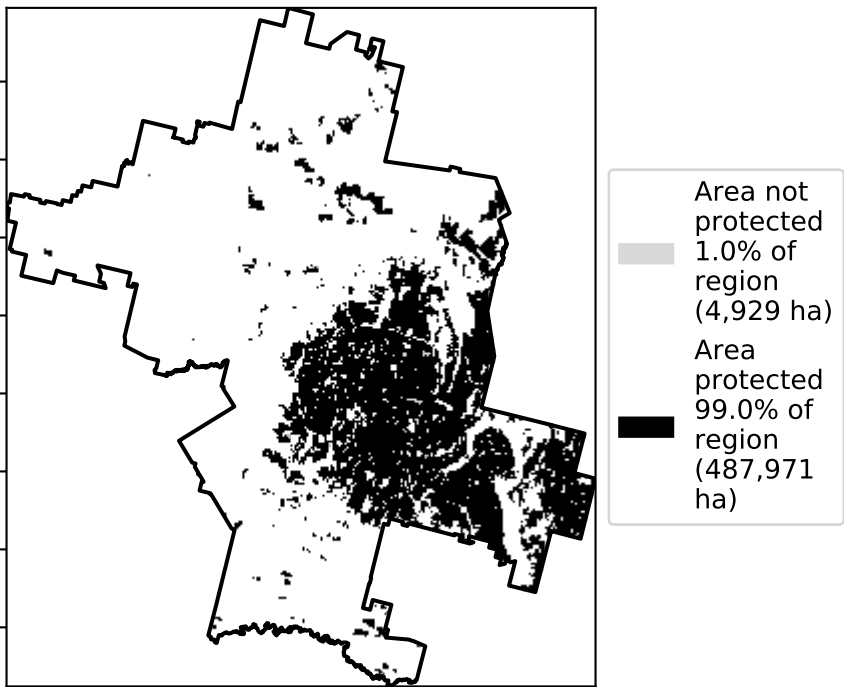 Area not
protected
1.0% of
region
(4,929 ha)
Area
protected
99.0% of
region
(487,971
ha)